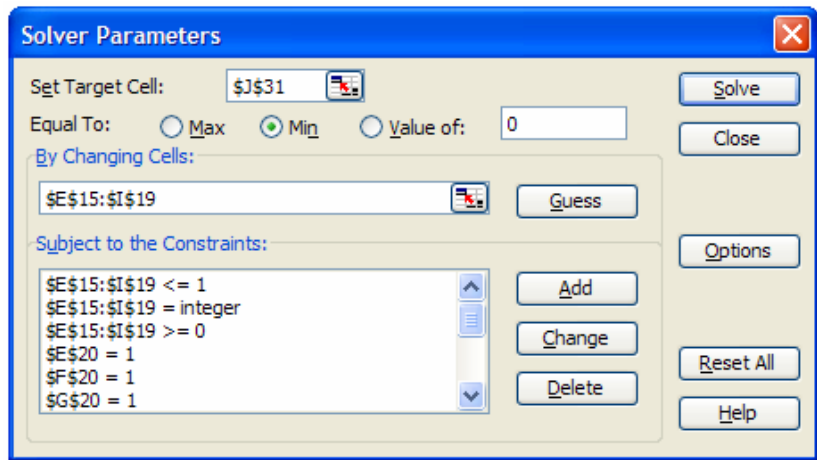 Solver Parameters
Set Target Cell: $J$31 Solve
Equal To: Max Min Value of: 0 Close
By Changing Cells:
$E$15:$I$19 Guess
Subject to the Constraints: Options
$E$15:$I$19 <= 1 Add
$E$15:$I$19 = integer
$E$15:$I$19 >= 0 Change
$E$20 = 1
$F$20 = 1 Delete Reset All
$G$20 = 1
Help